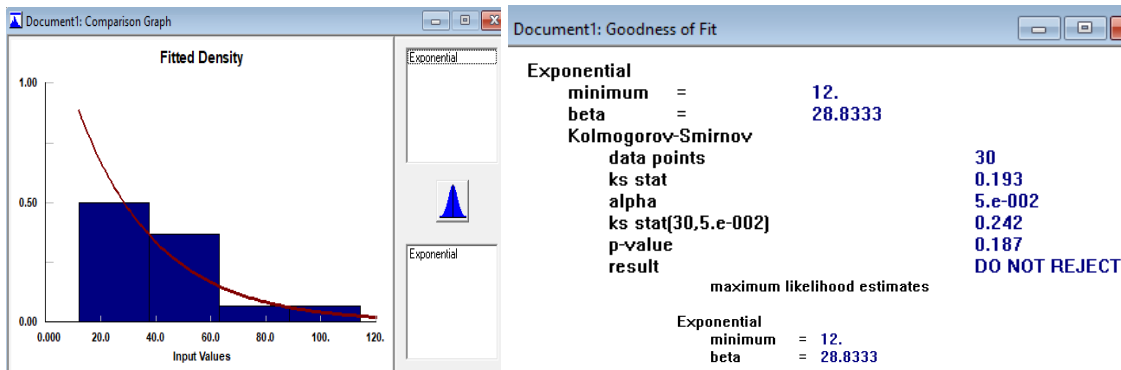 Document1: Comparison Graph
Fitted Density
1.00
0.50
0.00
0.000 20.0 40.0 60.0 80.0 100. 120.
Input Values
Exponential
Exponential
Document1: Goodness of Fit
Exponential
minimum = 12.
beta = 28.8333
Kolmogorov-Smirnov
data points 30
ks stat 0.193
alpha 5.e-002
ks stat(30,5.e-002) 0.242
p-value 0.187
result DO NOT REJECT
maximum likelihood estimates
Exponential
minimum = 12.
beta = 28.8333